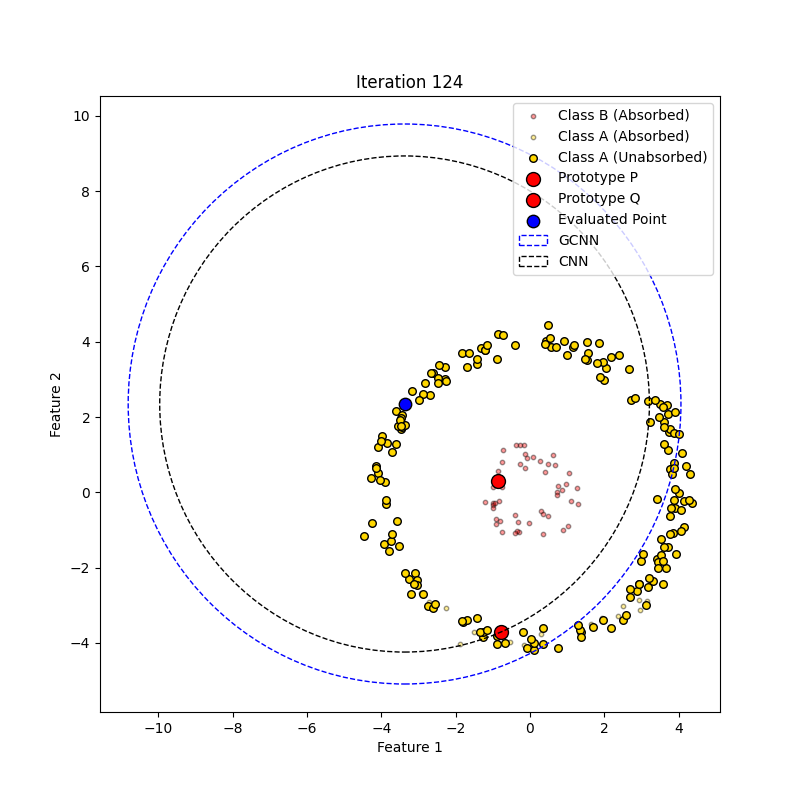 Iteration 124
Class B (Absorbed)
Class A (Absorbed)
Class A (Unabsorbed)
Prototype P
Prototype Q
Evaluated Point
GCNN
CNN
10
8
6
4
2
0
−2
−4
Feature 2
−10
−8
−6
−4
−2
0
2
4
Feature 1